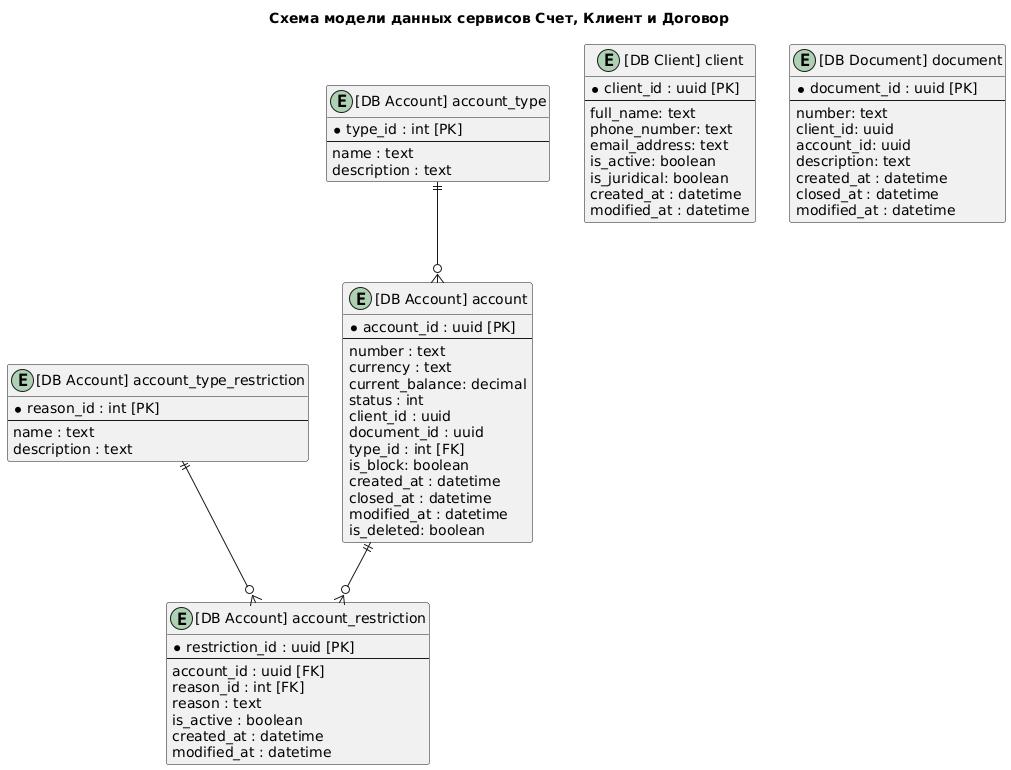 Схема модели данных сервисов Счет, Клиент и Договор
E [DB Account] account_type
* type_id : int [PK]
name : text
description : text
E [DB Client] client
* client_id : uuid [PK]
full_name: text
phone_number: text
email_address: text
is_active: boolean
is_juridical: boolean
created_at : datetime
modified_at : datetime
E [DB Document] document
* document_id : uuid [PK]
number: text
client_id: uuid
account_id: uuid
description: text
created_at : datetime
closed_at : datetime
modified_at : datetime
E [DB Account] account
* account_id : uuid [PK]
number : text
currency : text
current_balance: decimal
status : int
client_id : uuid
document_id : uuid
type_id : int [FK]
is_block: boolean
created_at : datetime
closed_at : datetime
modified_at : datetime
is_deleted: boolean
E [DB Account] account_type_restriction
* reason_id : int [PK]
name : text
description : text
E [DB Account] account_restriction
* restriction_id : uuid [PK]
account_id : uuid [FK]
reason_id : int [FK]
reason : text
is_active : boolean
created_at : datetime
modified_at : datetime